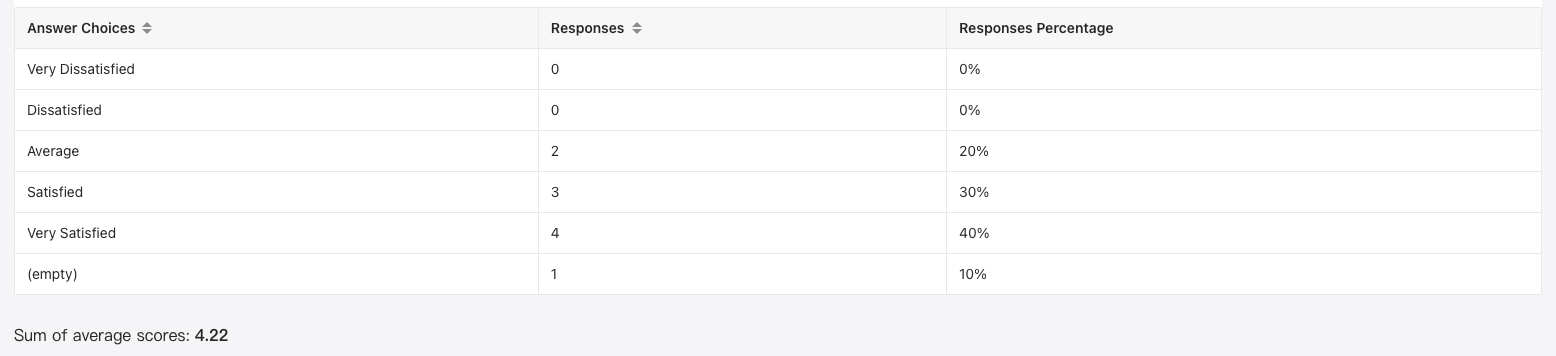 Answer Choices Responses Responses Percentage
Very Dissatisfied 0 0%
Dissatisfied 0 0%
Average 2 20%
Satisfied 3 30%
Very Satisfied 4 40%
(empty) 1 10%
Sum of average scores: 4.22